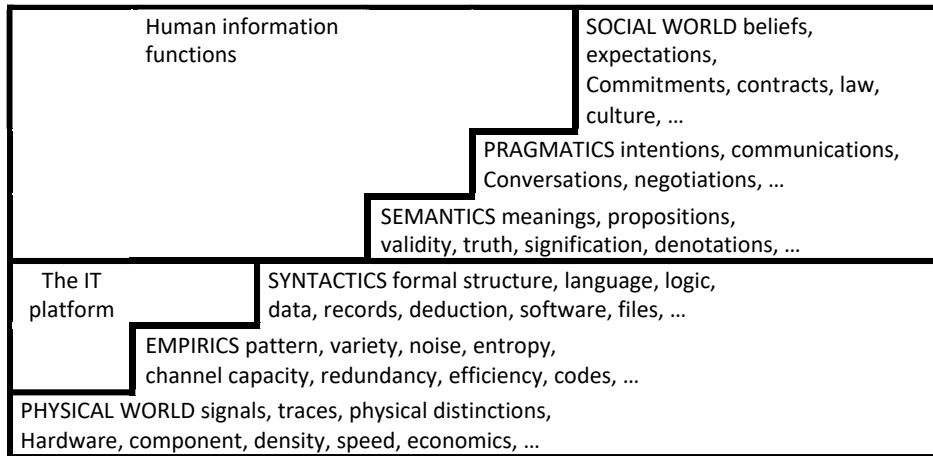 Human information
functions
SOCIAL WORLD beliefs,
expectations,
Commitments, contracts, law,
culture, …
PRAGMATICS intentions, communications,
Conversations, negotiations, …
SEMANTICS meanings, propositions,
validity, truth, signification, denotations, …
The IT
platform
SYNTACTICS formal structure, language, logic,
data, records, deduction, software, files, …
EMPIRICS pattern, variety, noise, entropy,
channel capacity, redundancy, efficiency, codes, …
PHYSICAL WORLD signals, traces, physical distinctions,
Hardware, component, density, speed, economics, …